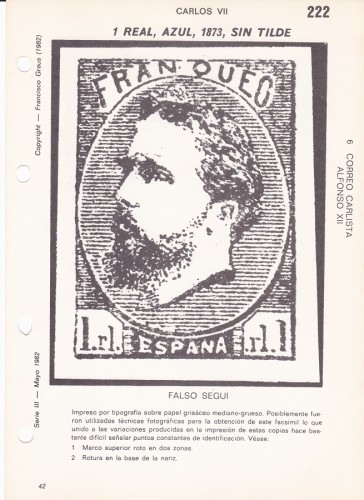 CARLOS VII
222
1 REAL, AZUL, 1873, SIN TILDE
Copyright — Francisco Graus (1982)
6 CORREO CARLISTA
ALFONSO XII
FRANQUEO
1.rl.
ESPAÑA
rl.1
FALSO SEGUI
Impreso por tipografía sobre papel grisáceo mediano-grueso. Posiblemente fue-
ron utilizadas técnicas fotográficas para la obtención de este facsímil lo que
unido a las variaciones producidas en la impresión de estas copias hace bas-
tante difícil señalar puntos constantes de identificación. Véase:
1 Marco superior roto en dos zonas.
2 Rotura en la base de la nariz.
Serie III — Mayo 1982
42